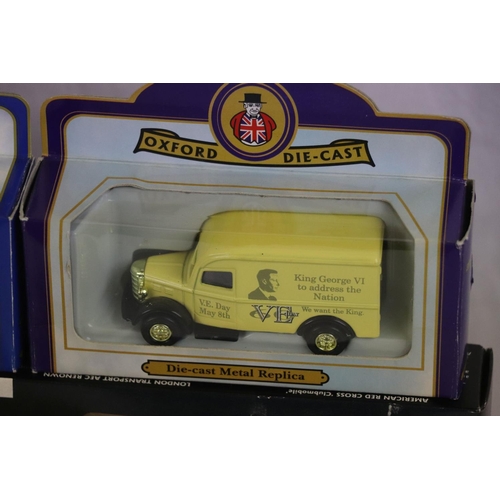 OXFORD DIE-CAST
King George VI
to address the
Nation
V.E. Day
May 8th
VE
We want the King.
Die-cast Metal Replica
LONDON TRANSPORT AEC RENOWN
AMERICAN RED CROSS 'Clubmobile'